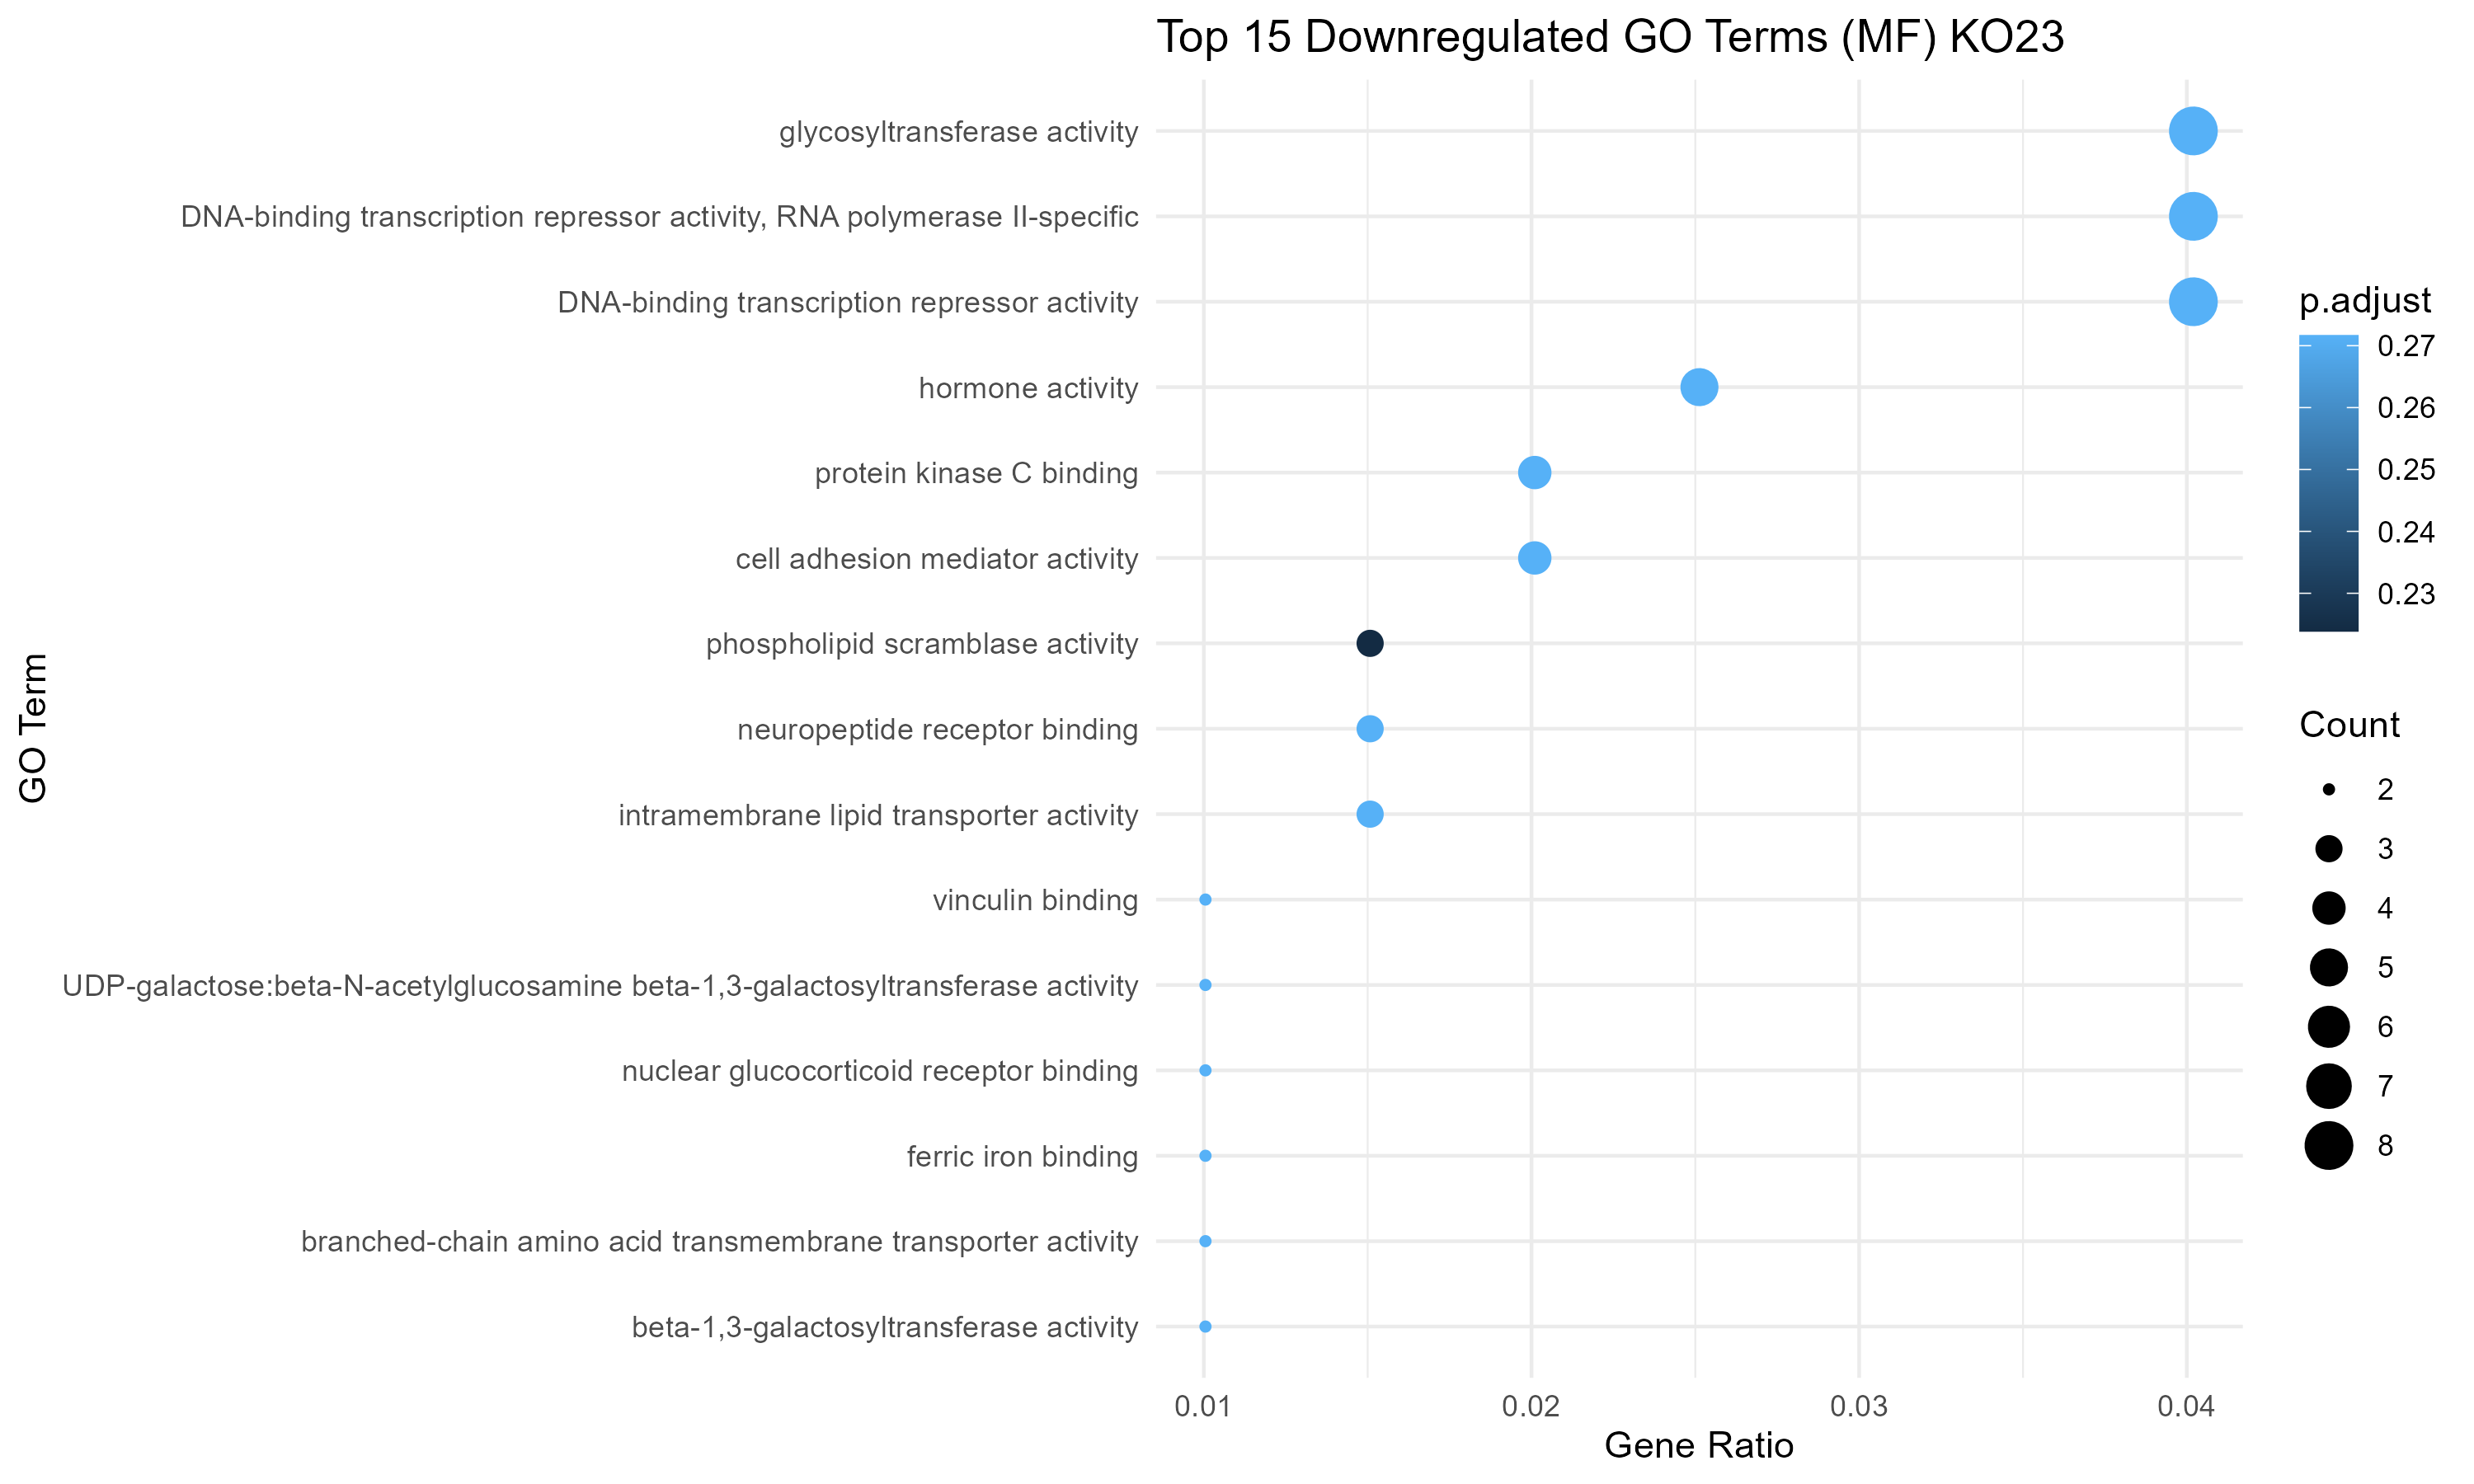 Top 15 Downregulated GO Terms (MF) KO23
GO Term
glycosyltransferase activity
DNA-binding transcription repressor activity, RNA polymerase II-specific
DNA-binding transcription repressor activity
hormone activity
protein kinase C binding
cell adhesion mediator activity
phospholipid scramblase activity
neuropeptide receptor binding
intramembrane lipid transporter activity
vinculin binding
UDP-galactose:beta-N-acetylglucosamine beta-1,3-galactosyltransferase activity
nuclear glucocorticoid receptor binding
ferric iron binding
branched-chain amino acid transmembrane transporter activity
beta-1,3-galactosyltransferase activity
0.01 0.02 0.03 0.04
Gene Ratio
p.adjust
0.27
0.26
0.25
0.24
0.23
Count
2
3
4
5
6
7
8